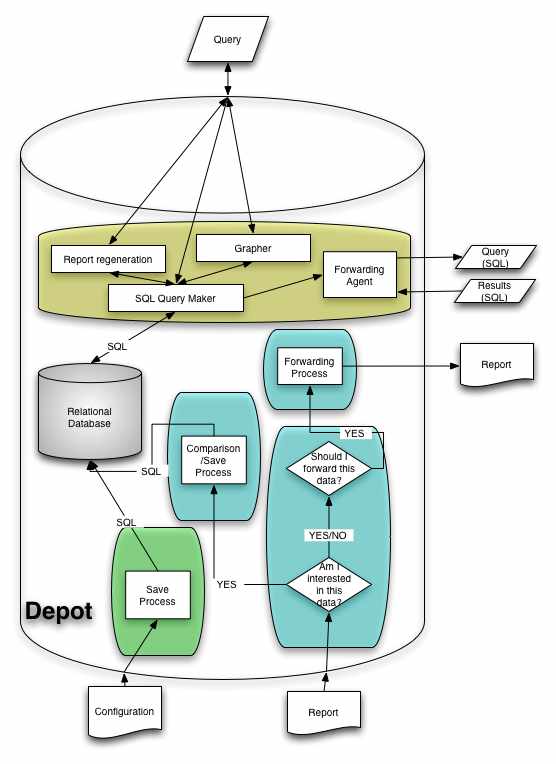 Query
Report regeneration
Grapher
Forwarding
Agent
SQL Query Maker
Query
(SQL)
Results
(SQL)
SQL
Relational
Database
Forwarding
Process
Report
YES
Comparison
/Save
Process
SQL
Should I
forward this
data?
SQL
YES/NO
Save
Process
YES
Am I
interested
in this
data?
Depot
Configuration
Report